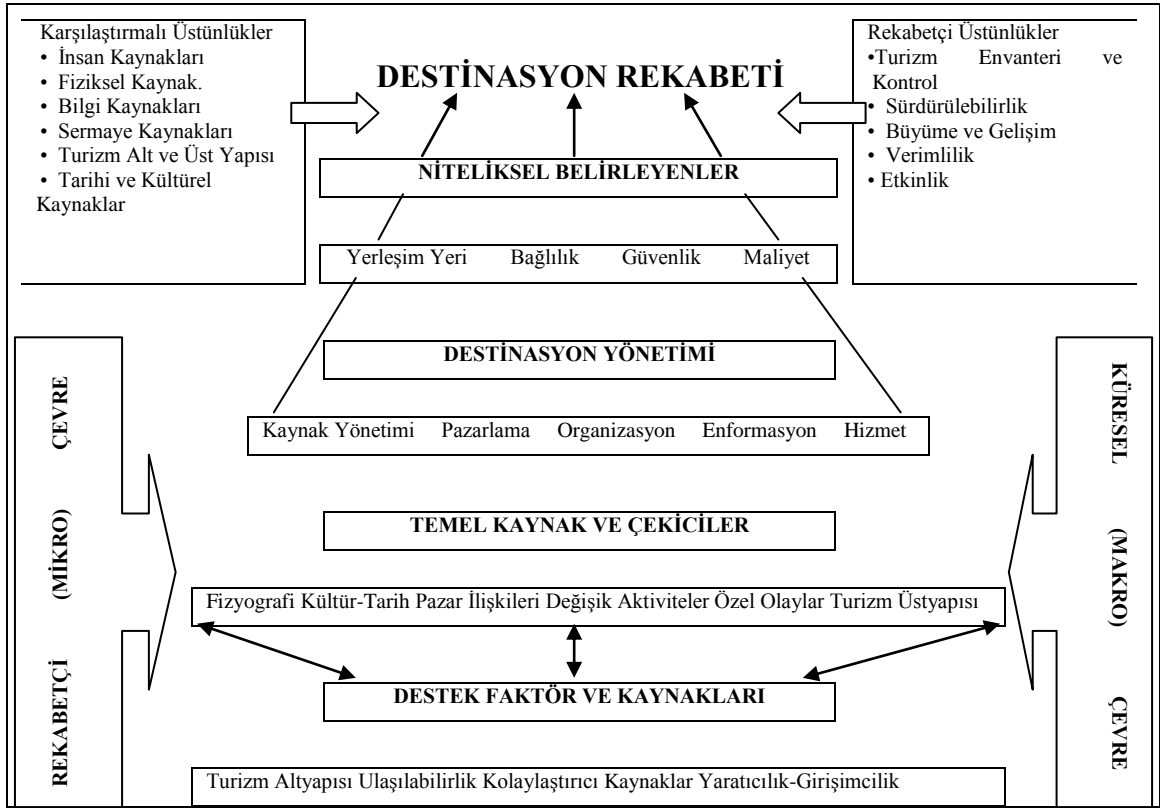 Karşılaştırmalı Üstünlükler
• İnsan Kaynakları
• Fiziksel Kaynak.
• Bilgi Kaynakları
• Sermaye Kaynakları
• Turizm Alt ve Üst Yapısı
• Tarihi ve Kültürel
Kaynaklar
DESTİNASYON REKABETİ
Rekabetçi Üstünlükler
•Turizm Envanteri ve
Kontrol
• Sürdürülebilirlik
• Büyüme ve Gelişim
• Verimlilik
• Etkinlik
NİTELİKSEL BELİRLEYENLER
Yerleşim Yeri Bağlılık Güvenlik Maliyet
DESTİNASYON YÖNETİMİ
Kaynak Yönetimi Pazarlama Organizasyon Enformasyon Hizmet
TEMEL KAYNAK VE ÇEKİCİLER
Fizyografi Kültür-Tarih Pazar İlişkileri Değişik Aktiviteler Özel Olaylar Turizm Üstyapısı
DESTEK FAKTÖR VE KAYNAKLARI
Turizm Altyapısı Ulaşılabilirlik Kolaylaştırıcı Kaynaklar Yaratıcılık-Girişimcilik
REKABETÇİ (MİKRO) ÇEVRE
KÜRESEL (MAKRO) ÇEVRE